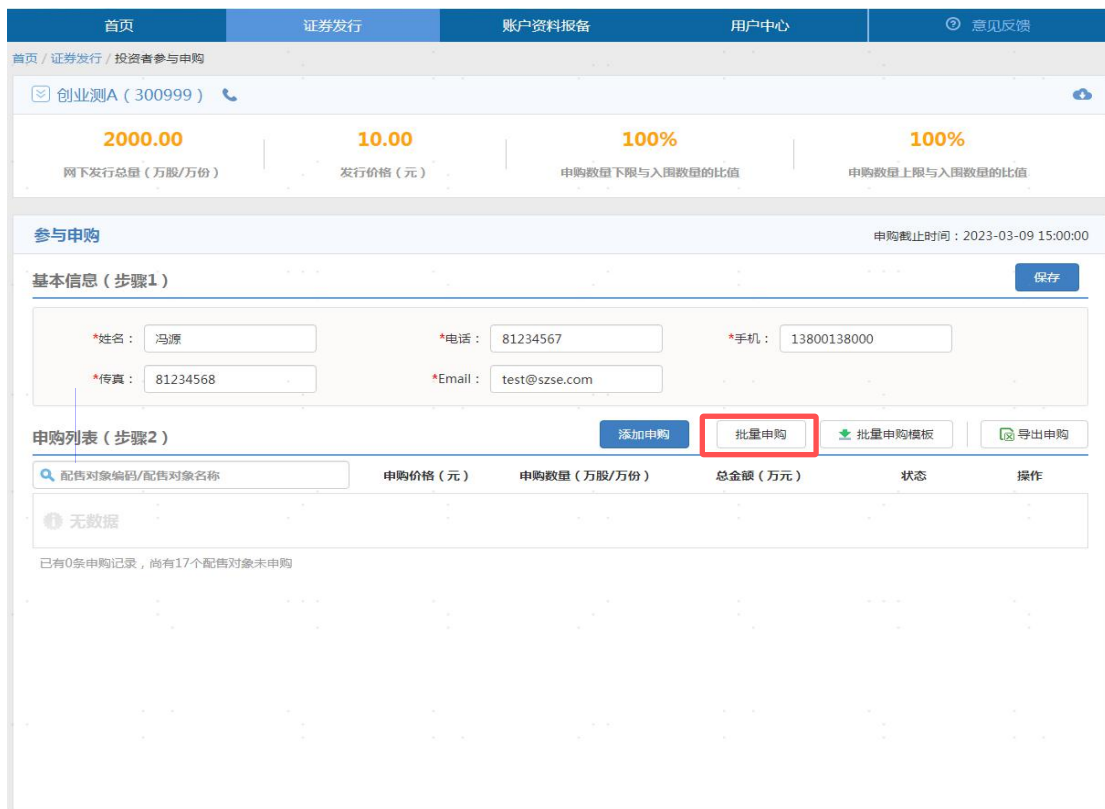 首页 证券发行 账户资料报备 用户中心 意见反馈
首页 / 证券发行 / 投资者参与申购
创业测A（300999）
2000.00 10.00 100% 100%
网下发行总量（万股/万份） 发行价格（元） 申购数量下限与入围数量的比值 申购数量上限与入围数量的比值
参与申购 申购截止时间：2023-03-09 15:00:00
基本信息（步骤1） 保存
*姓名： 冯源 *电话： 81234567 *手机： 13800138000
*传真： 81234568 *Email： test@szse.com
申购列表（步骤2） 添加申购 批量申购 批量申购模板 导出申购
配售对象编码/配售对象名称 申购价格（元） 申购数量（万股/万份） 总金额（万元） 状态 操作
无数据
已有0条申购记录，尚有17个配售对象未申购